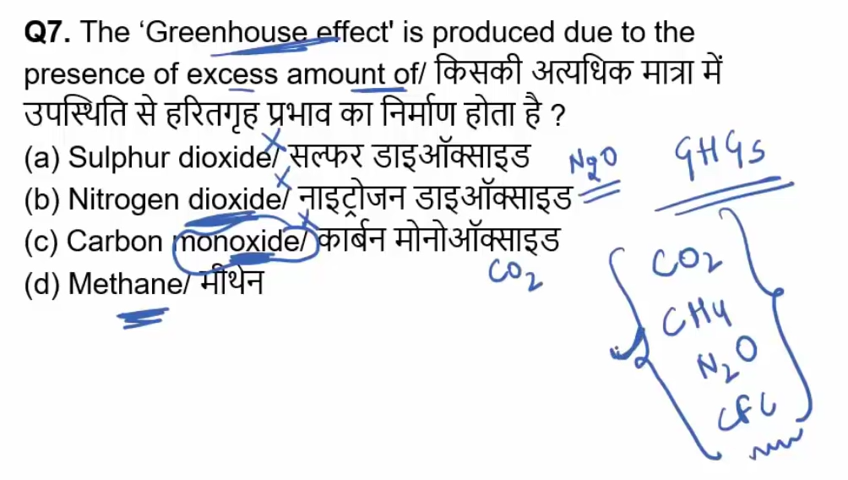 Q7. The ‘Greenhouse effect' is produced due to the
presence of excess amount of/ किसकी अत्यधिक मात्रा में
उपस्थिति से हरितगृह प्रभाव का निर्माण होता है ?
(a) Sulphur dioxide/ सल्फर डाइऑक्साइड
(b) Nitrogen dioxide/ नाइट्रोजन डाइऑक्साइड
(c) Carbon monoxide/ कार्बन मोनोऑक्साइड
(d) Methane/ मीथेन
N2O
GHGs
CO2
CO2
CH4
N2O
CFC